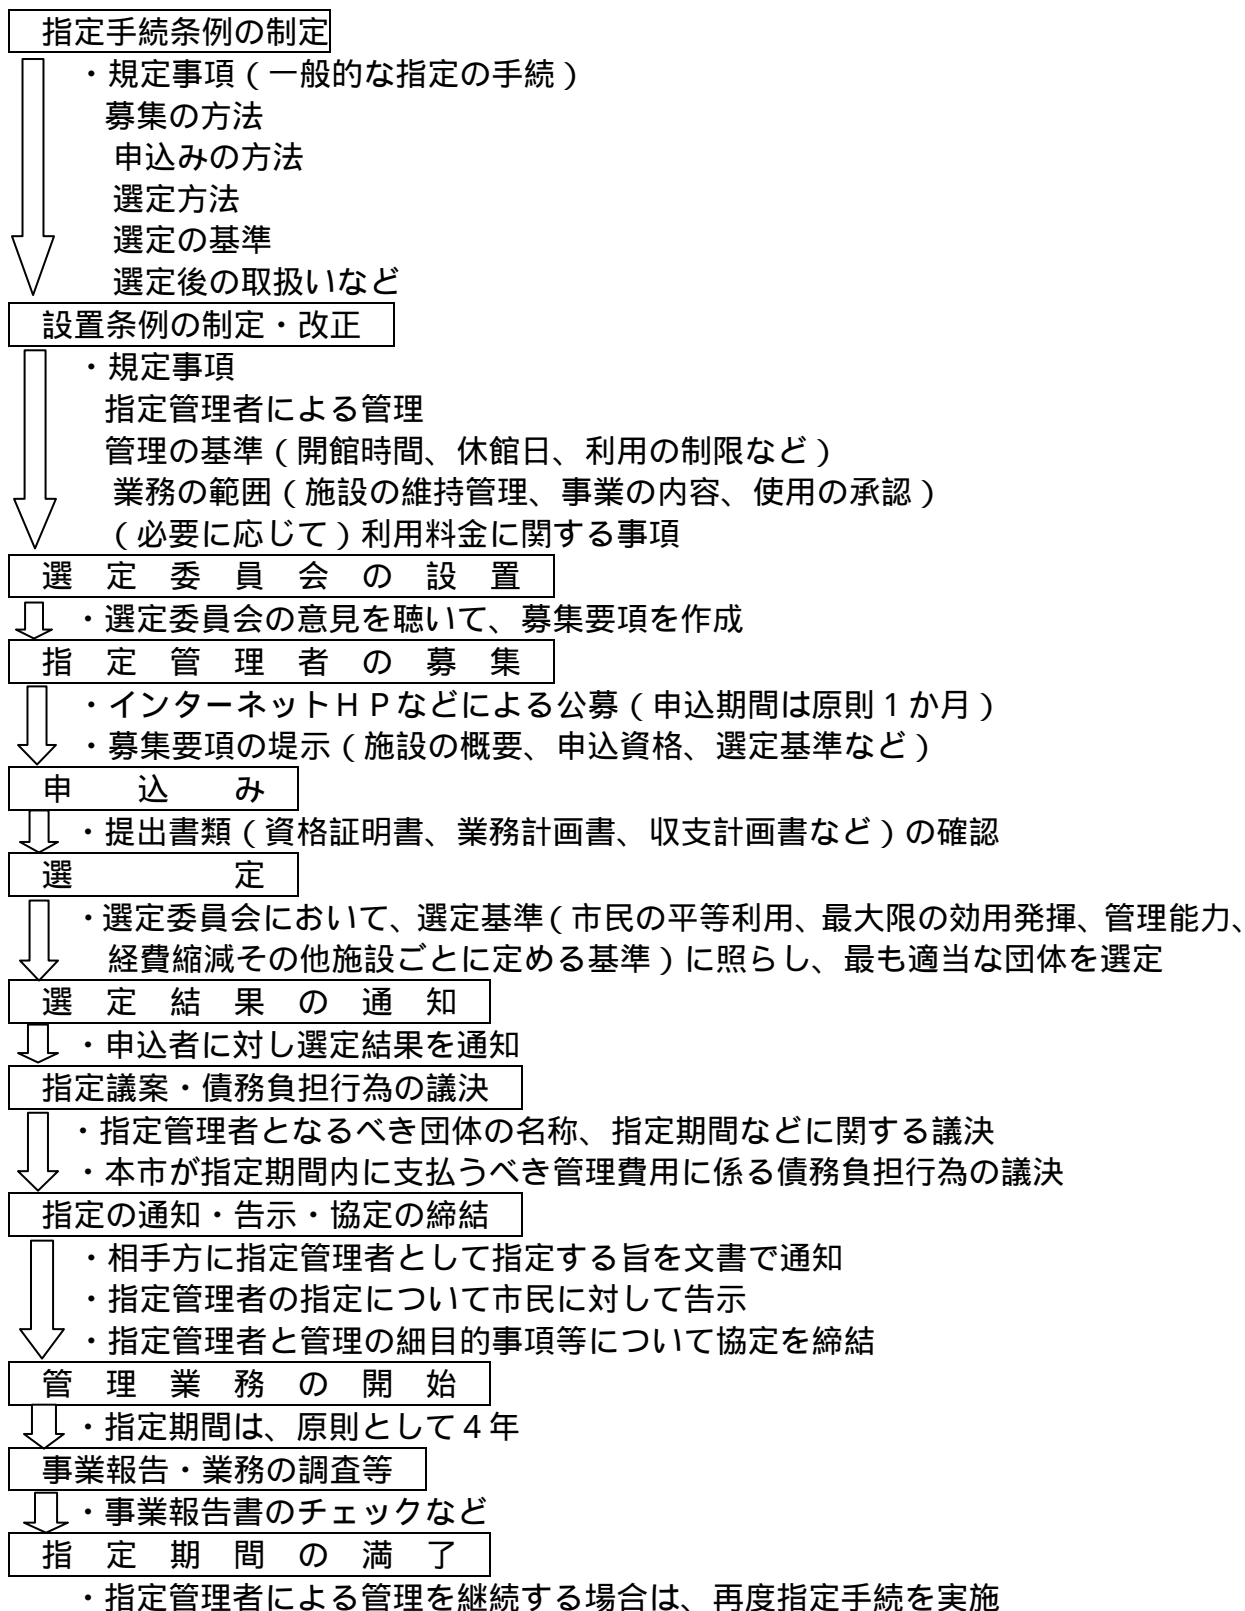 指定手続条例の制定
・規定事項（一般的な指定の手続）
募集の方法
申込みの方法
選定方法
選定の基準
選定後の取扱いなど
設置条例の制定・改正
・規定事項
指定管理者による管理
管理の基準（開館時間、休館日、利用の制限など）
業務の範囲（施設の維持管理、事業の内容、使用の承認）
（必要に応じて）利用料金に関する事項
選　定　委　員　会　の　設　置
・選定委員会の意見を聴いて、募集要項を作成
指　定　管　理　者　の　募　集
・インターネットＨＰなどによる公募（申込期間は原則１か月）
・募集要項の提示（施設の概要、申込資格、選定基準など）
申　　込　　み
・提出書類（資格証明書、業務計画書、収支計画書など）の確認
選　　　　　定
・選定委員会において、選定基準（市民の平等利用、最大限の効用発揮、管理能力、
経費縮減その他施設ごとに定める基準）に照らし、最も適当な団体を選定
選　定　結　果　の　通　知
・申込者に対し選定結果を通知
指定議案・債務負担行為の議決
・指定管理者となるべき団体の名称、指定期間などに関する議決
・本市が指定期間内に支払うべき管理費用に係る債務負担行為の議決
指定の通知・告示・協定の締結
・相手方に指定管理者として指定する旨を文書で通知
・指定管理者の指定について市民に対して告示
・指定管理者と管理の細目的事項等について協定を締結
管　理　業　務　の　開　始
・指定期間は、原則として４年
事業報告・業務の調査等
・事業報告書のチェックなど
指　定　期　間　の　満　了
・指定管理者による管理を継続する場合は、再度指定手続を実施